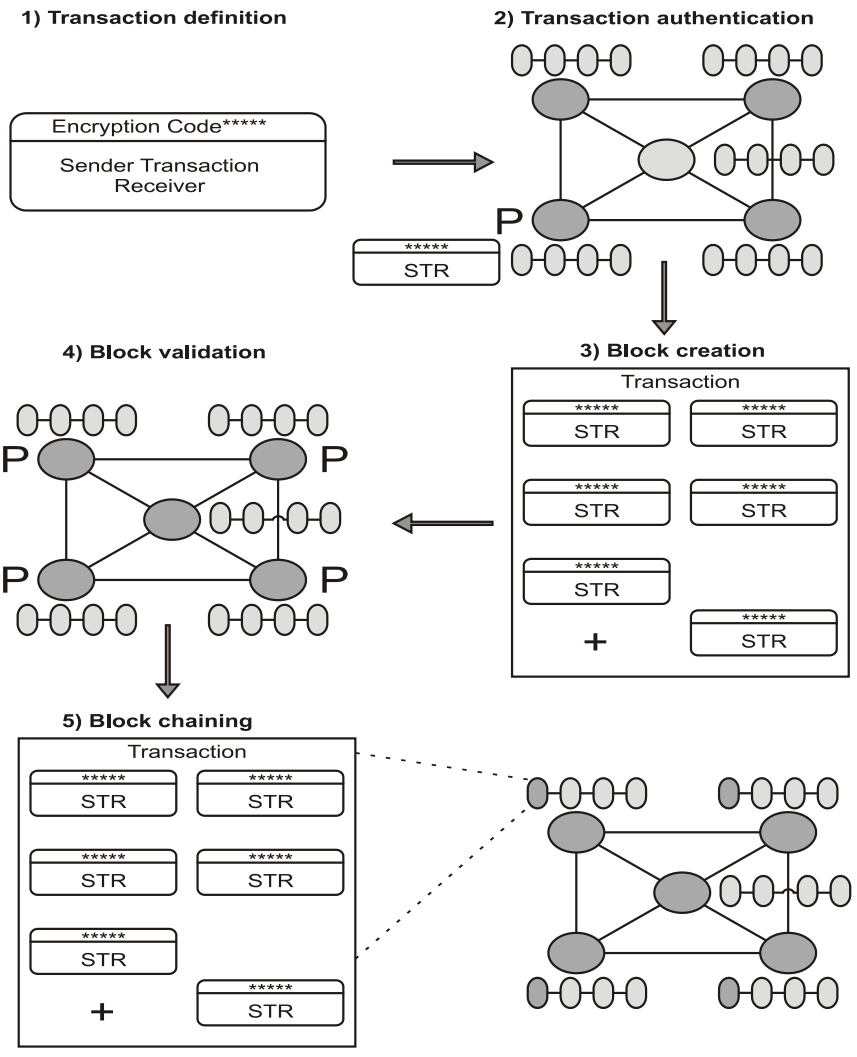 1) Transaction definition
2) Transaction authentication
Encryption Code*****
Sender Transaction
Receiver
P
*****
STR
4) Block validation
3) Block creation
Transaction
*****
STR
*****
STR
*****
STR
*****
STR
*****
STR
+
*****
STR
P
P
P
P
5) Block chaining
Transaction
*****
STR
*****
STR
*****
STR
*****
STR
*****
STR
+
*****
STR